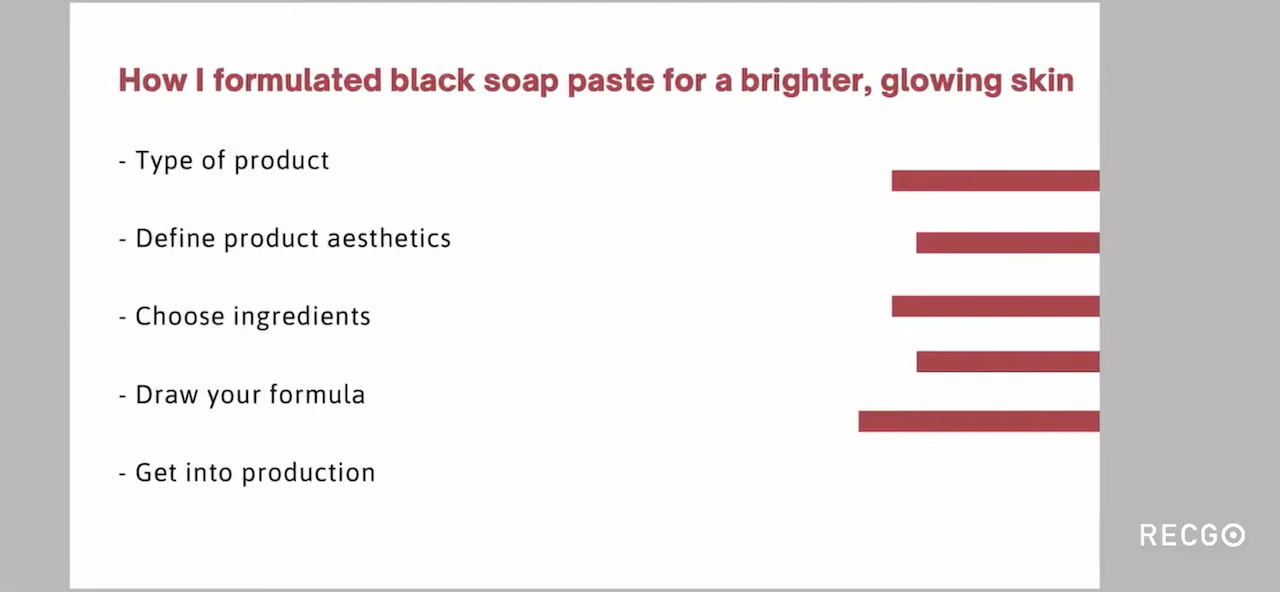 How I formulated black soap paste for a brighter, glowing skin
- Type of product
- Define product aesthetics
- Choose ingredients
- Draw your formula
- Get into production
RECGO